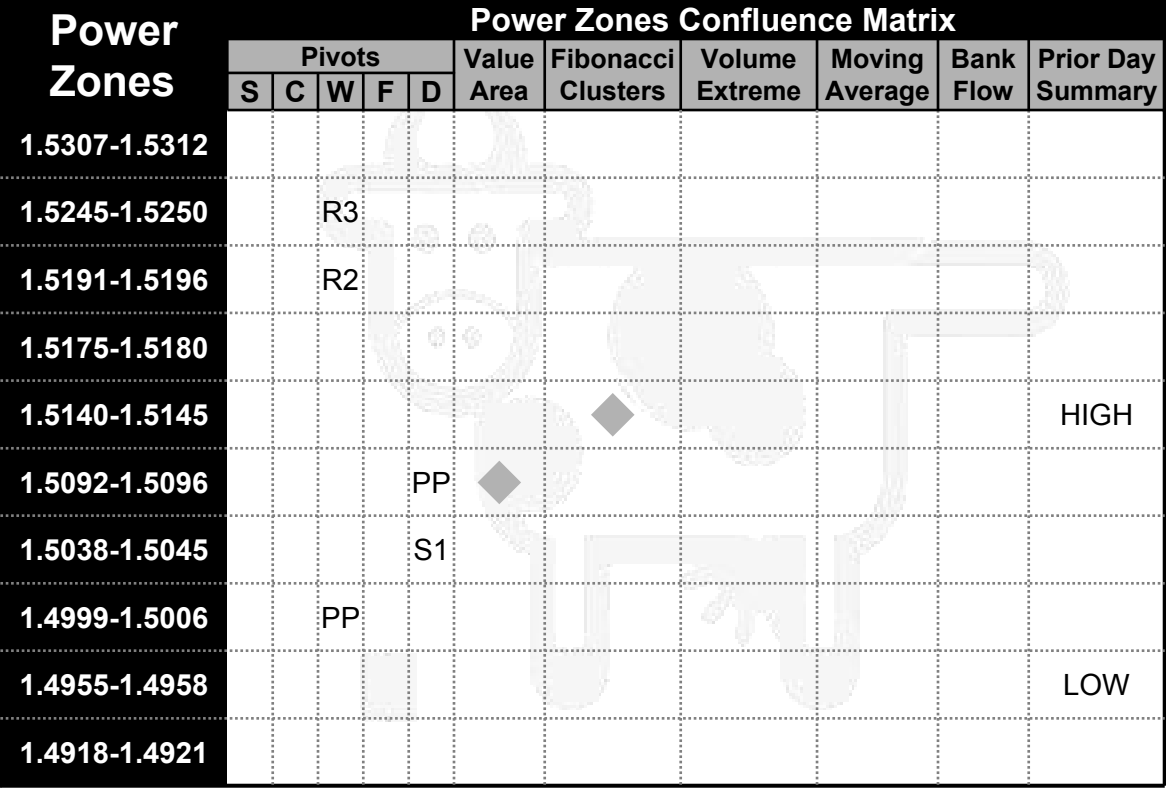 Power Zones
Power Zones Confluence Matrix
Pivots
S C W F D
Value Area
Fibonacci Clusters
Volume Extreme
Moving Average
Bank Flow
Prior Day Summary
1.5307-1.5312
1.5245-1.5250 R3
1.5191-1.5196 R2
1.5175-1.5180
1.5140-1.5145 HIGH
1.5092-1.5096 PP
1.5038-1.5045 S1
1.4999-1.5006 PP
1.4955-1.4958 LOW
1.4918-1.4921